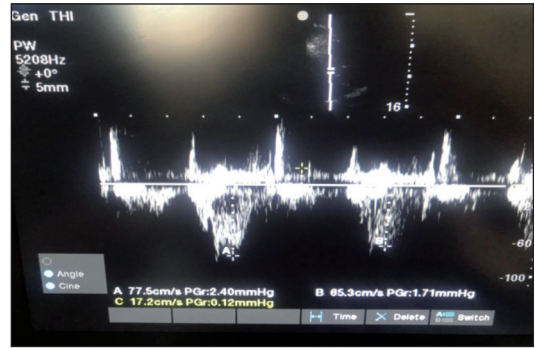 Gen THI
PW
5208Hz
+0°
5mm
16
A
B
-60
-100
Angle
Cine
A 77.5cm/s PGr:2.40mmHg
B 65.3cm/s PGr:1.71mmHg
C 17.2cm/s PGr:0.12mmHg
Time
Delete
Switch